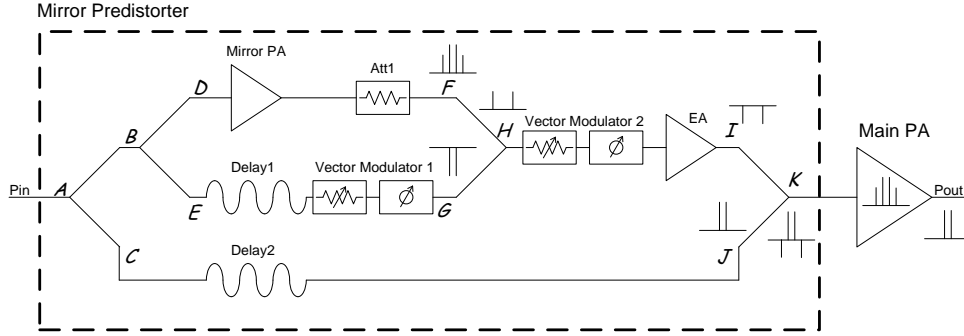 Mirror Predistorter
Mirror PA
D
Att1
F
B
H
Vector Modulator 2
EA
I
Main PA
Pin
A
Delay1
Vector Modulator 1
K
Pout
E
G
C
Delay2
J